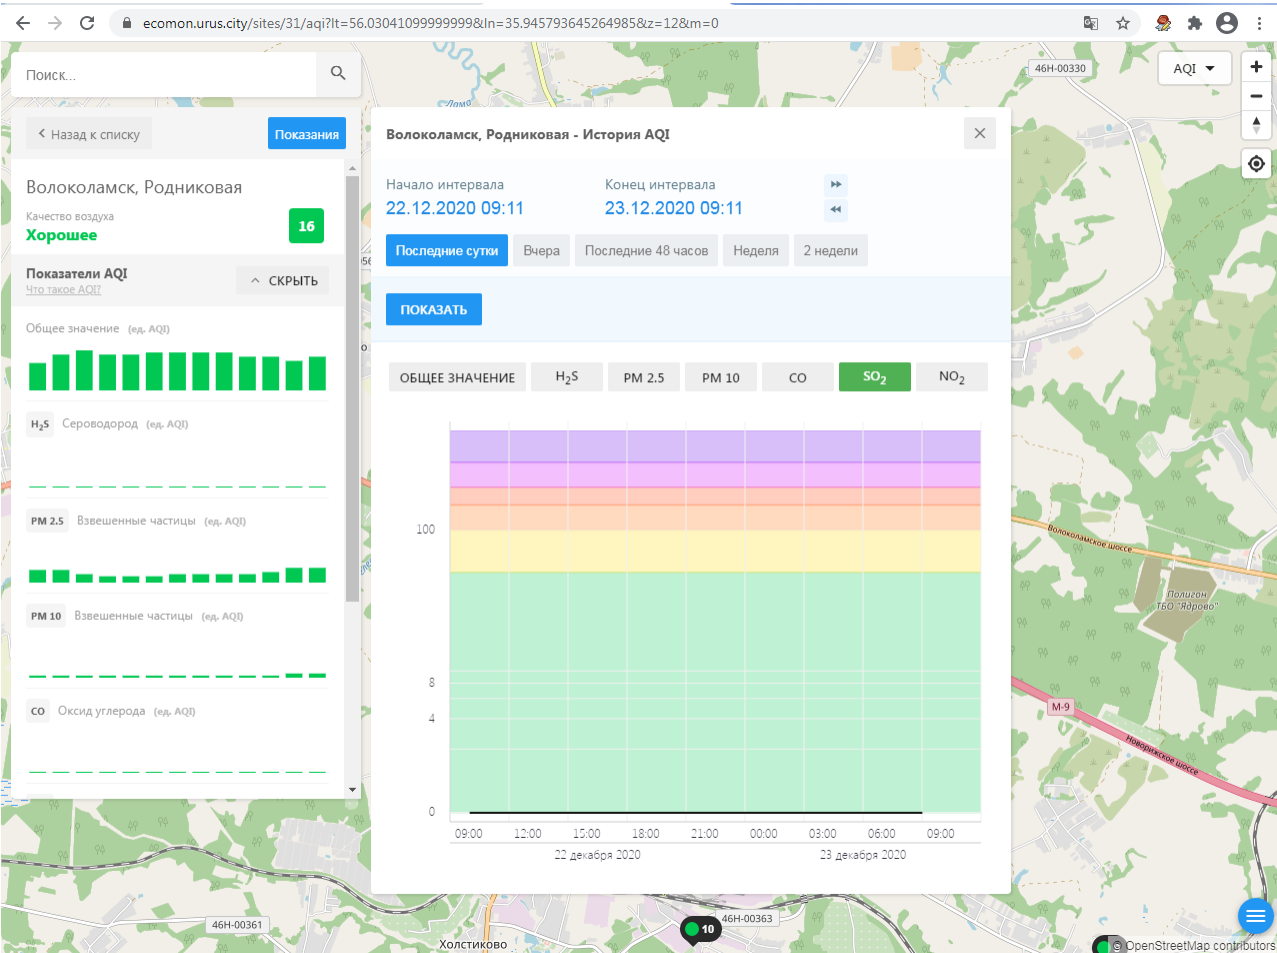 ecomon.urus.city/sites/31/aqi?lt=56.03041099999999&ln=35.945793645264985&z=12&m=0
Поиск...
Лама
46Н-00330
AQI
Назад к списку
Показания
Волоколамск, Родниковая
Качество воздуха
Хорошее
16
Показатели AQI
Что такое AQI?
СКРЫТЬ
Общее значение (ед. AQI)
H2S Сероводород (ед. AQI)
PM 2.5 Взвешенные частицы (ед. AQI)
PM 10 Взвешенные частицы (ед. AQI)
CO Оксид углерода (ед. AQI)
Волоколамск, Родниковая - История AQI
Начало интервала
22.12.2020 09:11
Конец интервала
23.12.2020 09:11
Последние сутки
Вчера
Последние 48 часов
Неделя
2 недели
ПОКАЗАТЬ
ОБЩЕЕ ЗНАЧЕНИЕ
H2S
PM 2.5
PM 10
CO
SO2
NO2
100
8
4
0
09:00 12:00 15:00 18:00 21:00 00:00 03:00 06:00 09:00
22 декабря 2020
23 декабря 2020
Волоколамское шоссе
Полигон
ТБО "Ядрово"
М-9
Новорижское шоссе
46Н-00361
46Н-00363
10
Холстиково
© OpenStreetMap contributors